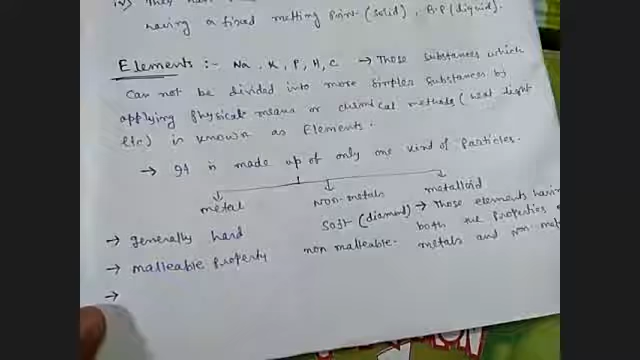 iv) They
having a fixed melting point (solid), B.P (liquid).
Elements :- Na, K, P, H, C → Those substances which
can not be divided into more simpler substances by
applying physical means or chemical methods (heat light
etc) is known as Elements.
→ It is made up of only one kind of particles.
metal non-metals metalloid
→ generally hard soft (diamond) → Those elements having
both the properties
→ malleable property non malleable. metals and non
→